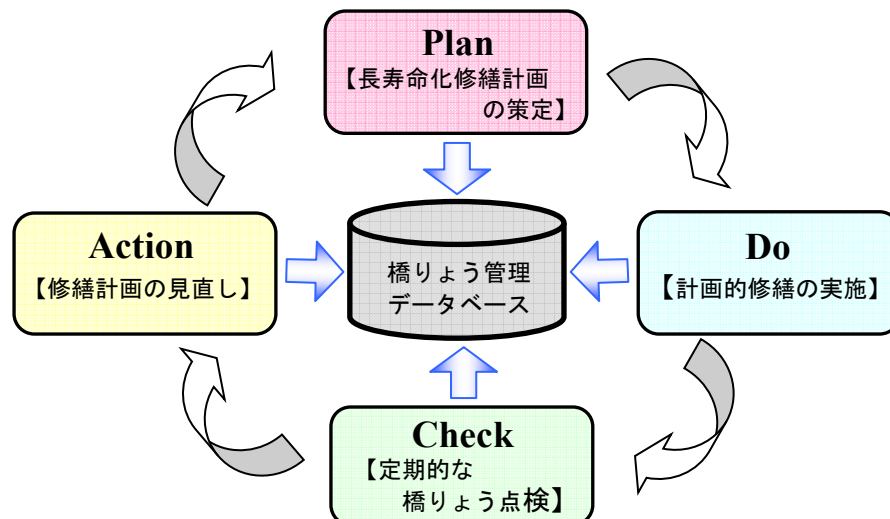 Plan
【長寿命化修繕計画
の策定】
Action
【修繕計画の見直し】
橋りょう管理
データベース
Do
【計画的修繕の実施】
Check
【定期的な
橋りょう点検】